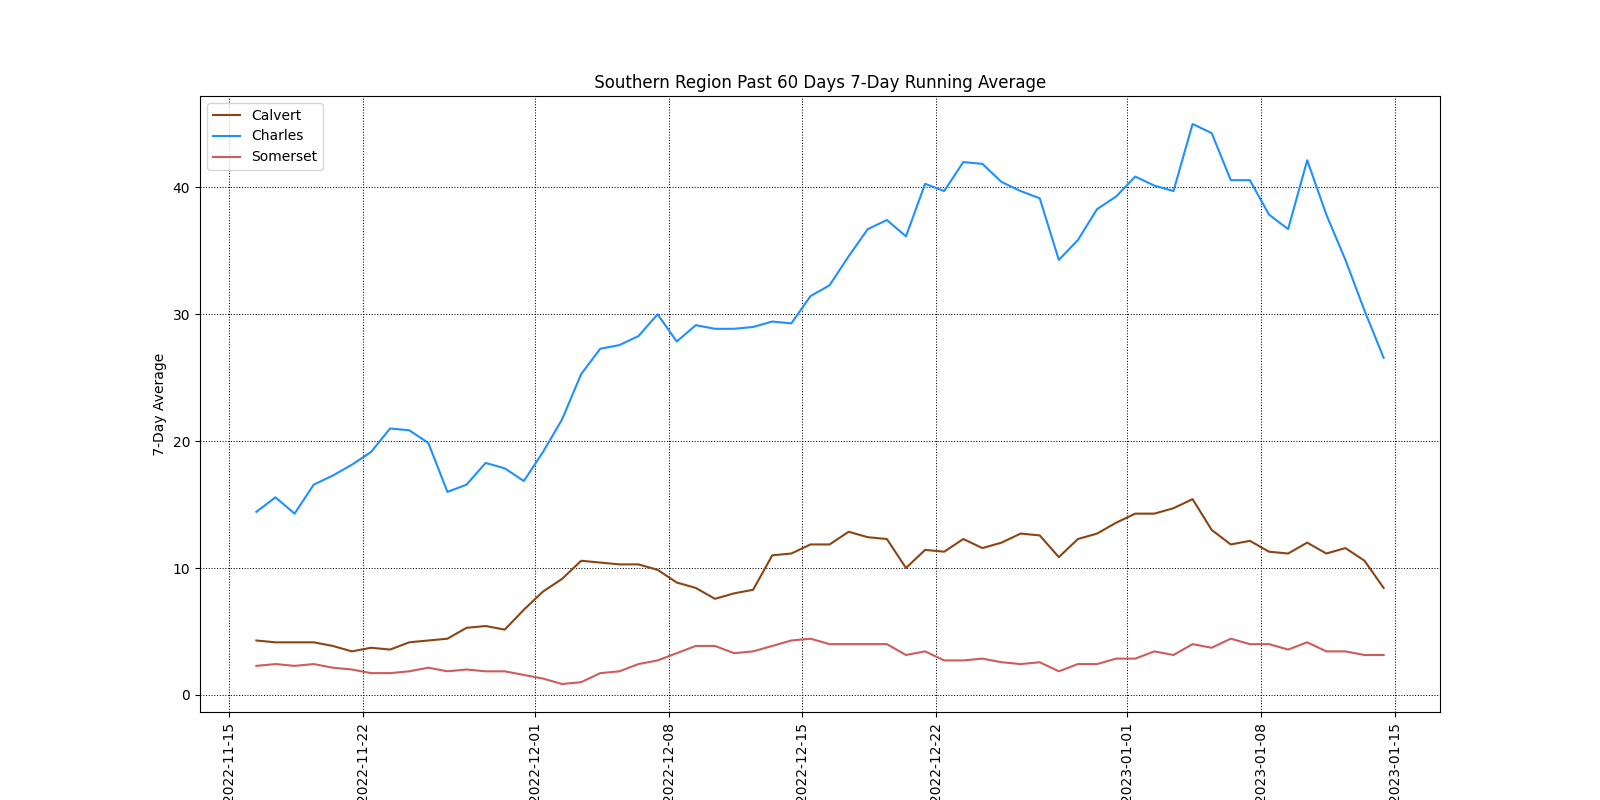 Southern Region Past 60 Days 7-Day Running Average
Calvert
Charles
Somerset
7-Day Average
40
30
20
10
0
2022-11-15
2022-11-22
2022-12-01
2022-12-08
2022-12-15
2022-12-22
2023-01-01
2023-01-08
2023-01-15